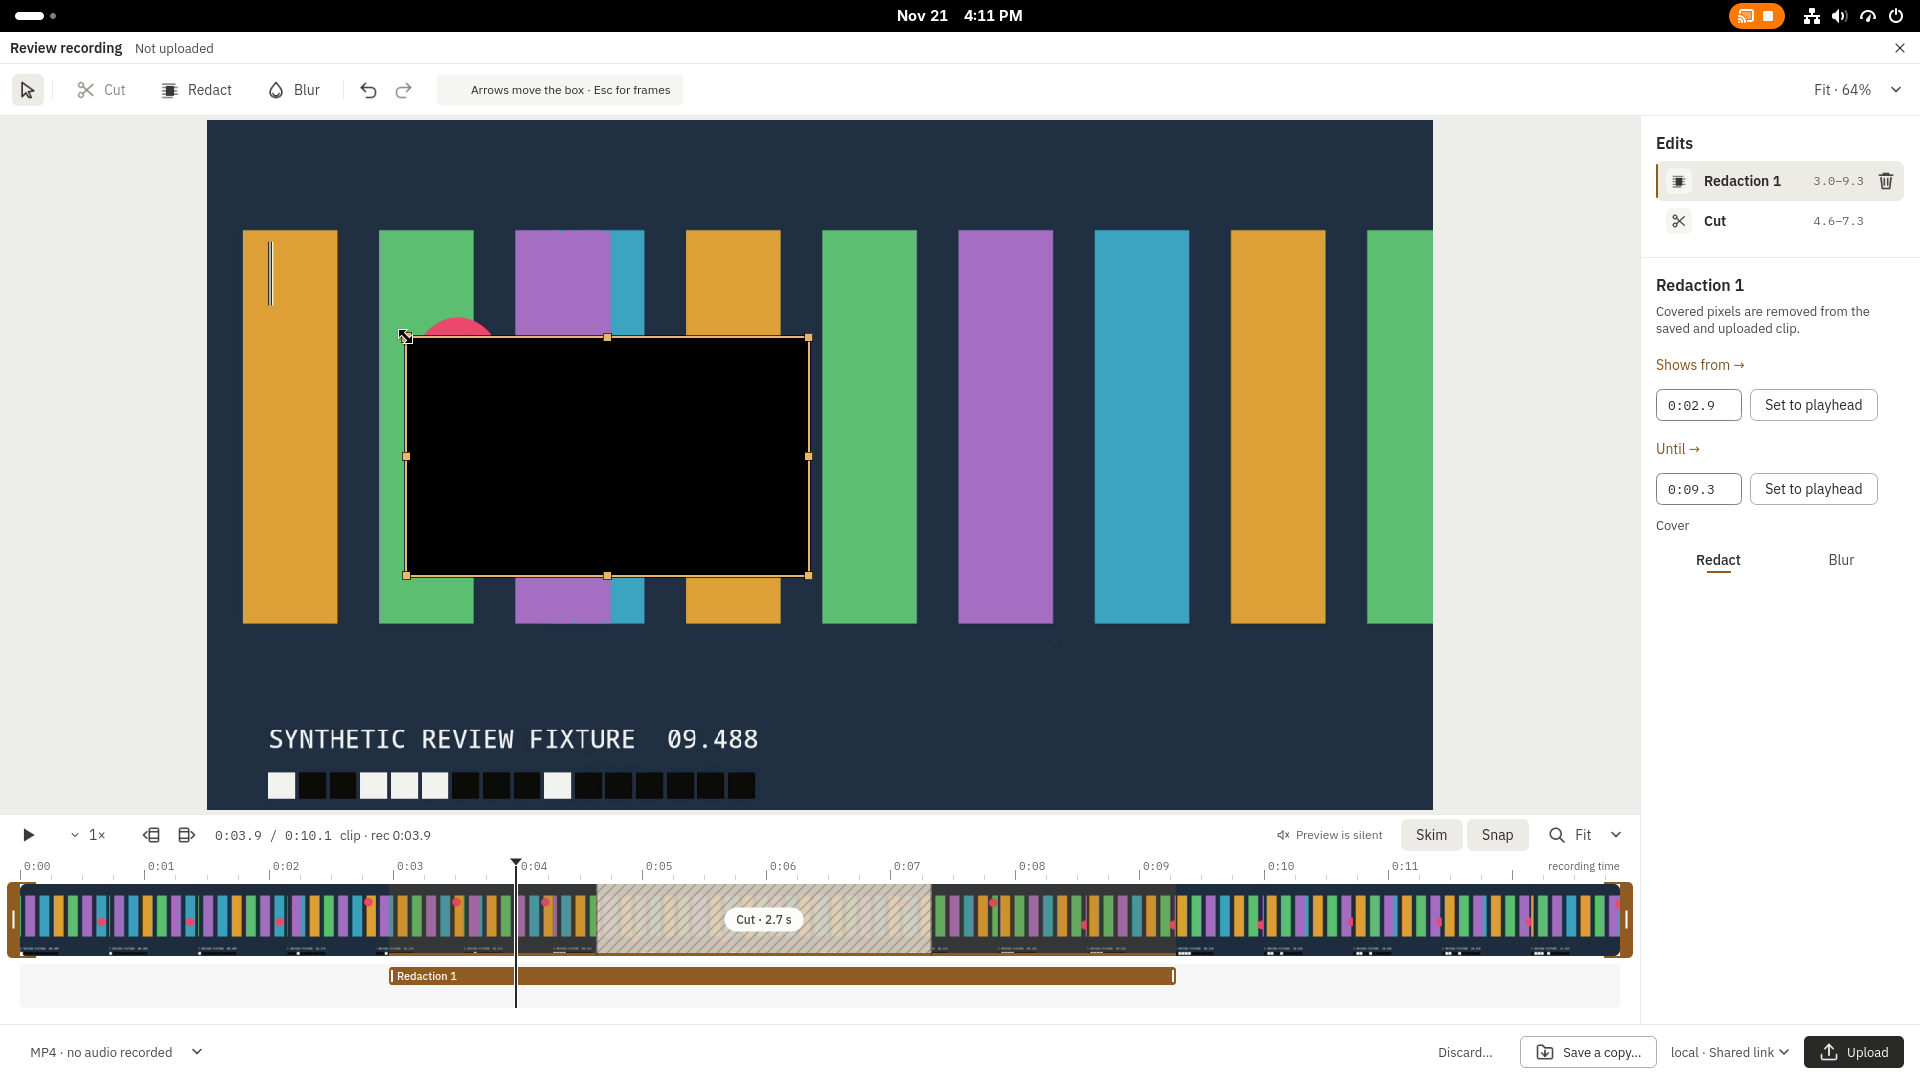 Nov 21 4:11 PM
Review recording Not uploaded
Cut Redact Blur Arrows move the box · Esc for frames Fit · 64%
Edits
Redaction 1 3.0–9.3
Cut 4.6–7.3
Redaction 1
Covered pixels are removed from the
saved and uploaded clip.
Shows from →
0:02.9 Set to playhead
Until →
0:09.3 Set to playhead
Cover
Redact Blur
SYNTHETIC REVIEW FIXTURE 09.488
1× 0:03.9 / 0:10.1 clip · rec 0:03.9 Preview is silent Skim Snap Fit
0:00 0:01 0:02 0:03 0:04 0:05 0:06 0:07 0:08 0:09 0:10 0:11 recording time
Cut · 2.7 s
Redaction 1
MP4 · no audio recorded Discard... Save a copy... local · Shared link Upload